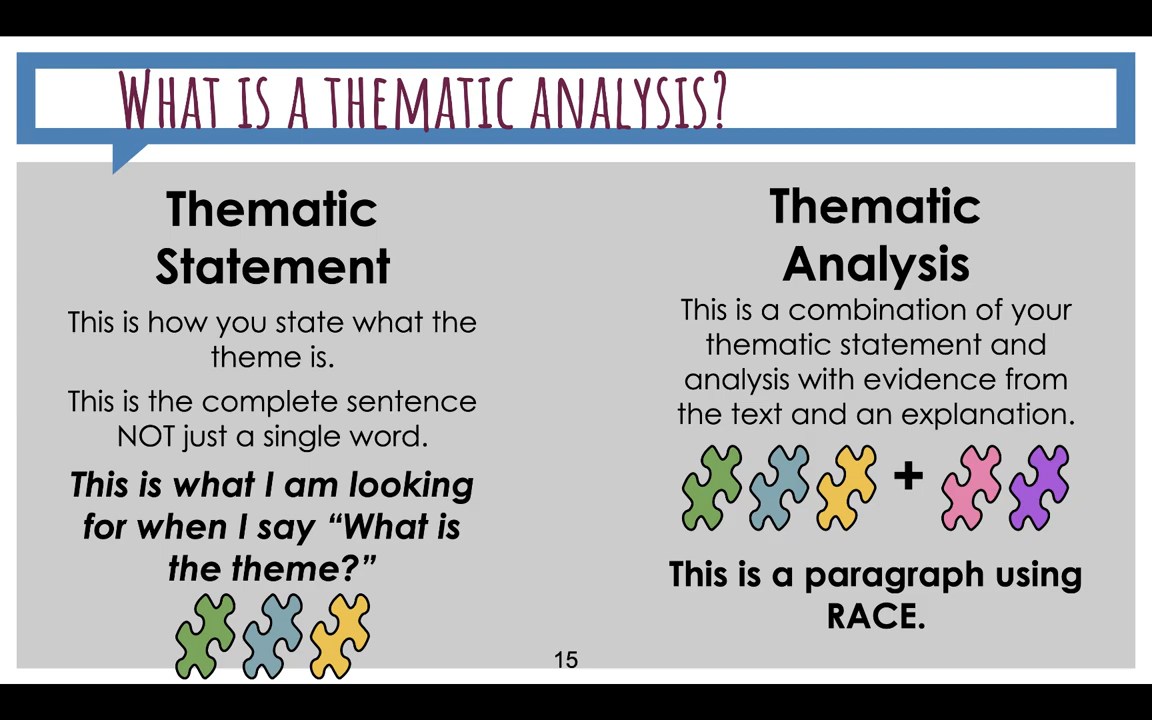 What is a thematic analysis?
Thematic
Statement
This is how you state what the
theme is.
This is the complete sentence
NOT just a single word.
This is what I am looking
for when I say “What is
the theme?”
Thematic
Analysis
This is a combination of your
thematic statement and
analysis with evidence from
the text and an explanation.
+
This is a paragraph using
RACE.
15